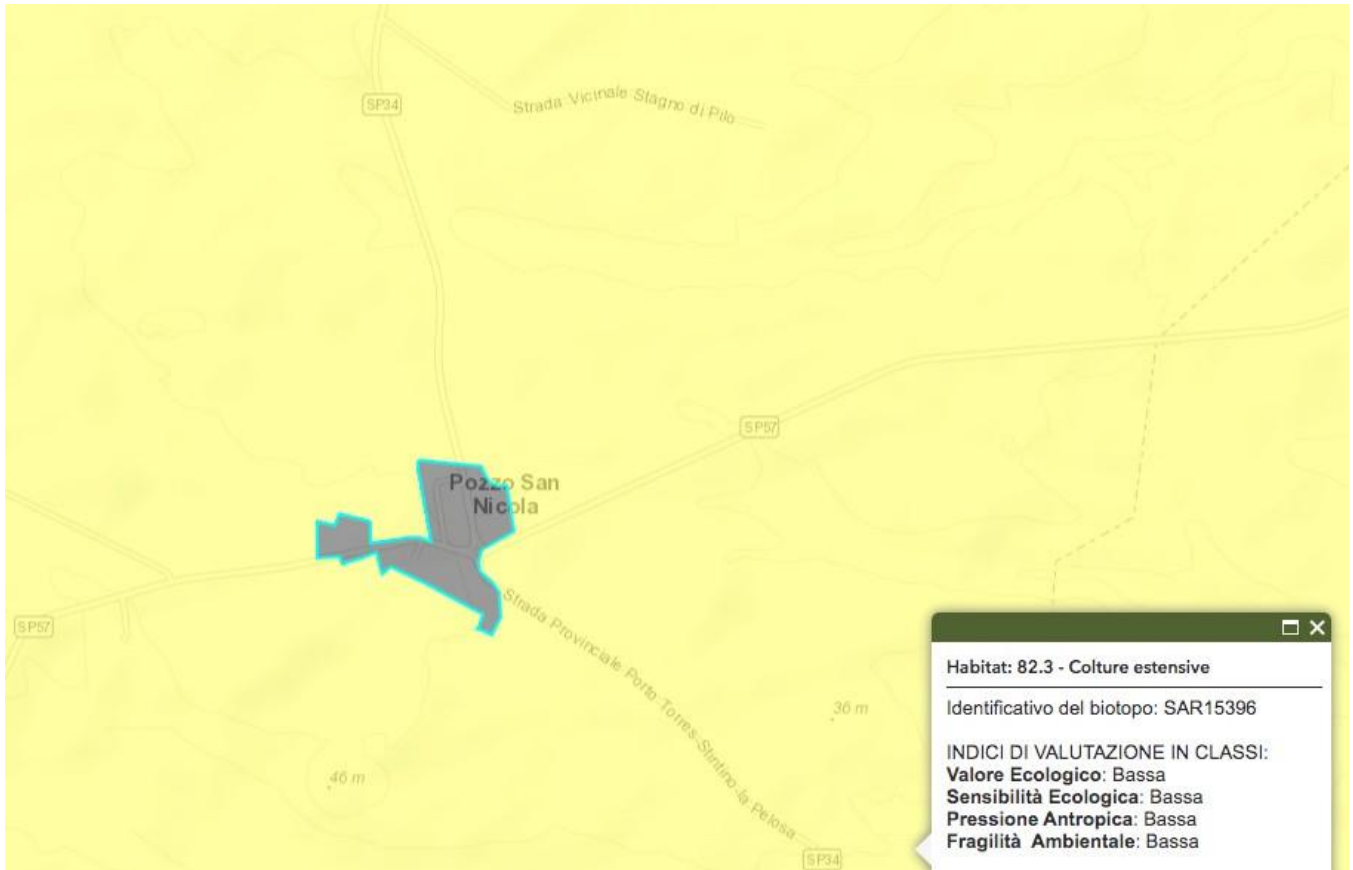 SP34
Strada Vicinale Stagno di Pilo
SP57
Pozzo San
Nicola
SP57
Strada Provinciale Porto Torres-Stintino-la Pelosa
36 m
46 m
SP34
Habitat: 82.3 - Colture estensive
Identificativo del biotopo: SAR15396
INDICI DI VALUTAZIONE IN CLASSI:
Valore Ecologico: Bassa
Sensibilità Ecologica: Bassa
Pressione Antropica: Bassa
Fragilità Ambientale: Bassa